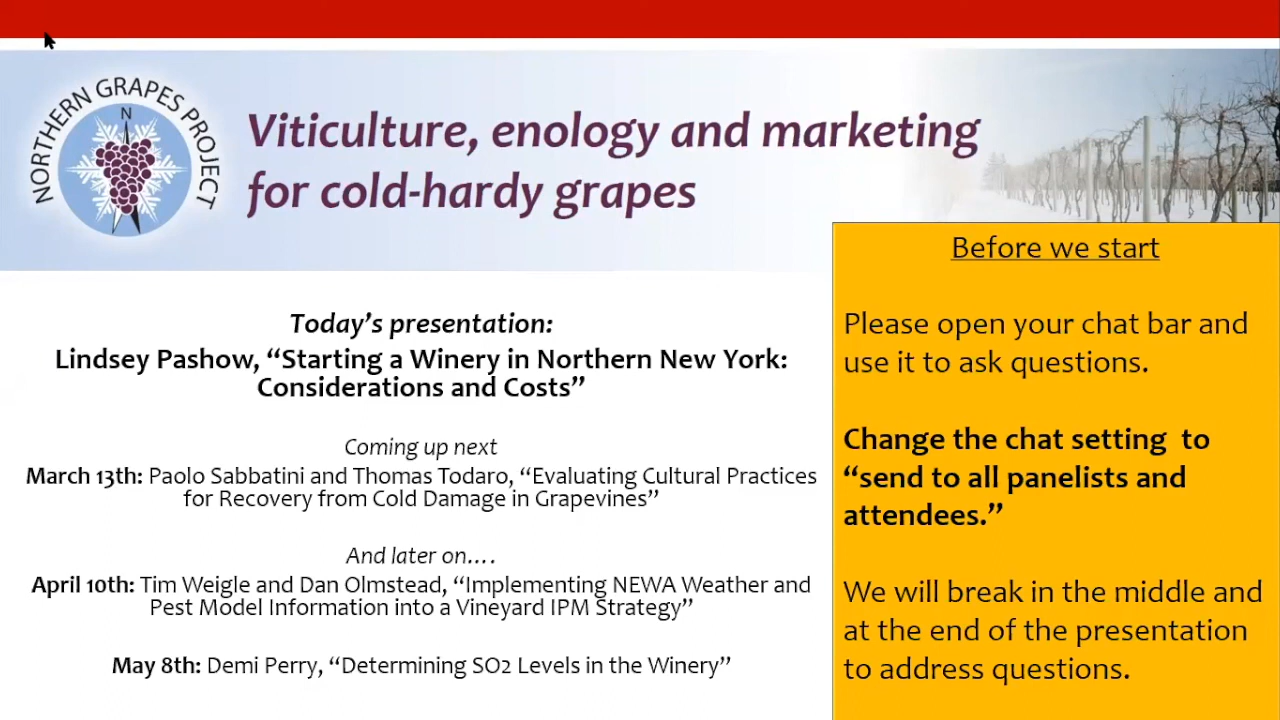 NORTHERN GRAPES PROJECT
N
Viticulture, enology and marketing
for cold-hardy grapes
Today's presentation:
Lindsey Pashow, “Starting a Winery in Northern New York:
Considerations and Costs”
Coming up next
March 13th: Paolo Sabbatini and Thomas Todaro, “Evaluating Cultural Practices
for Recovery from Cold Damage in Grapevines”
And later on….
April 10th: Tim Weigle and Dan Olmstead, “Implementing NEWA Weather and
Pest Model Information into a Vineyard IPM Strategy”
May 8th: Demi Perry, “Determining SO2 Levels in the Winery”
Before we start
Please open your chat bar and
use it to ask questions.
Change the chat setting to
“send to all panelists and
attendees.”
We will break in the middle and
at the end of the presentation
to address questions.